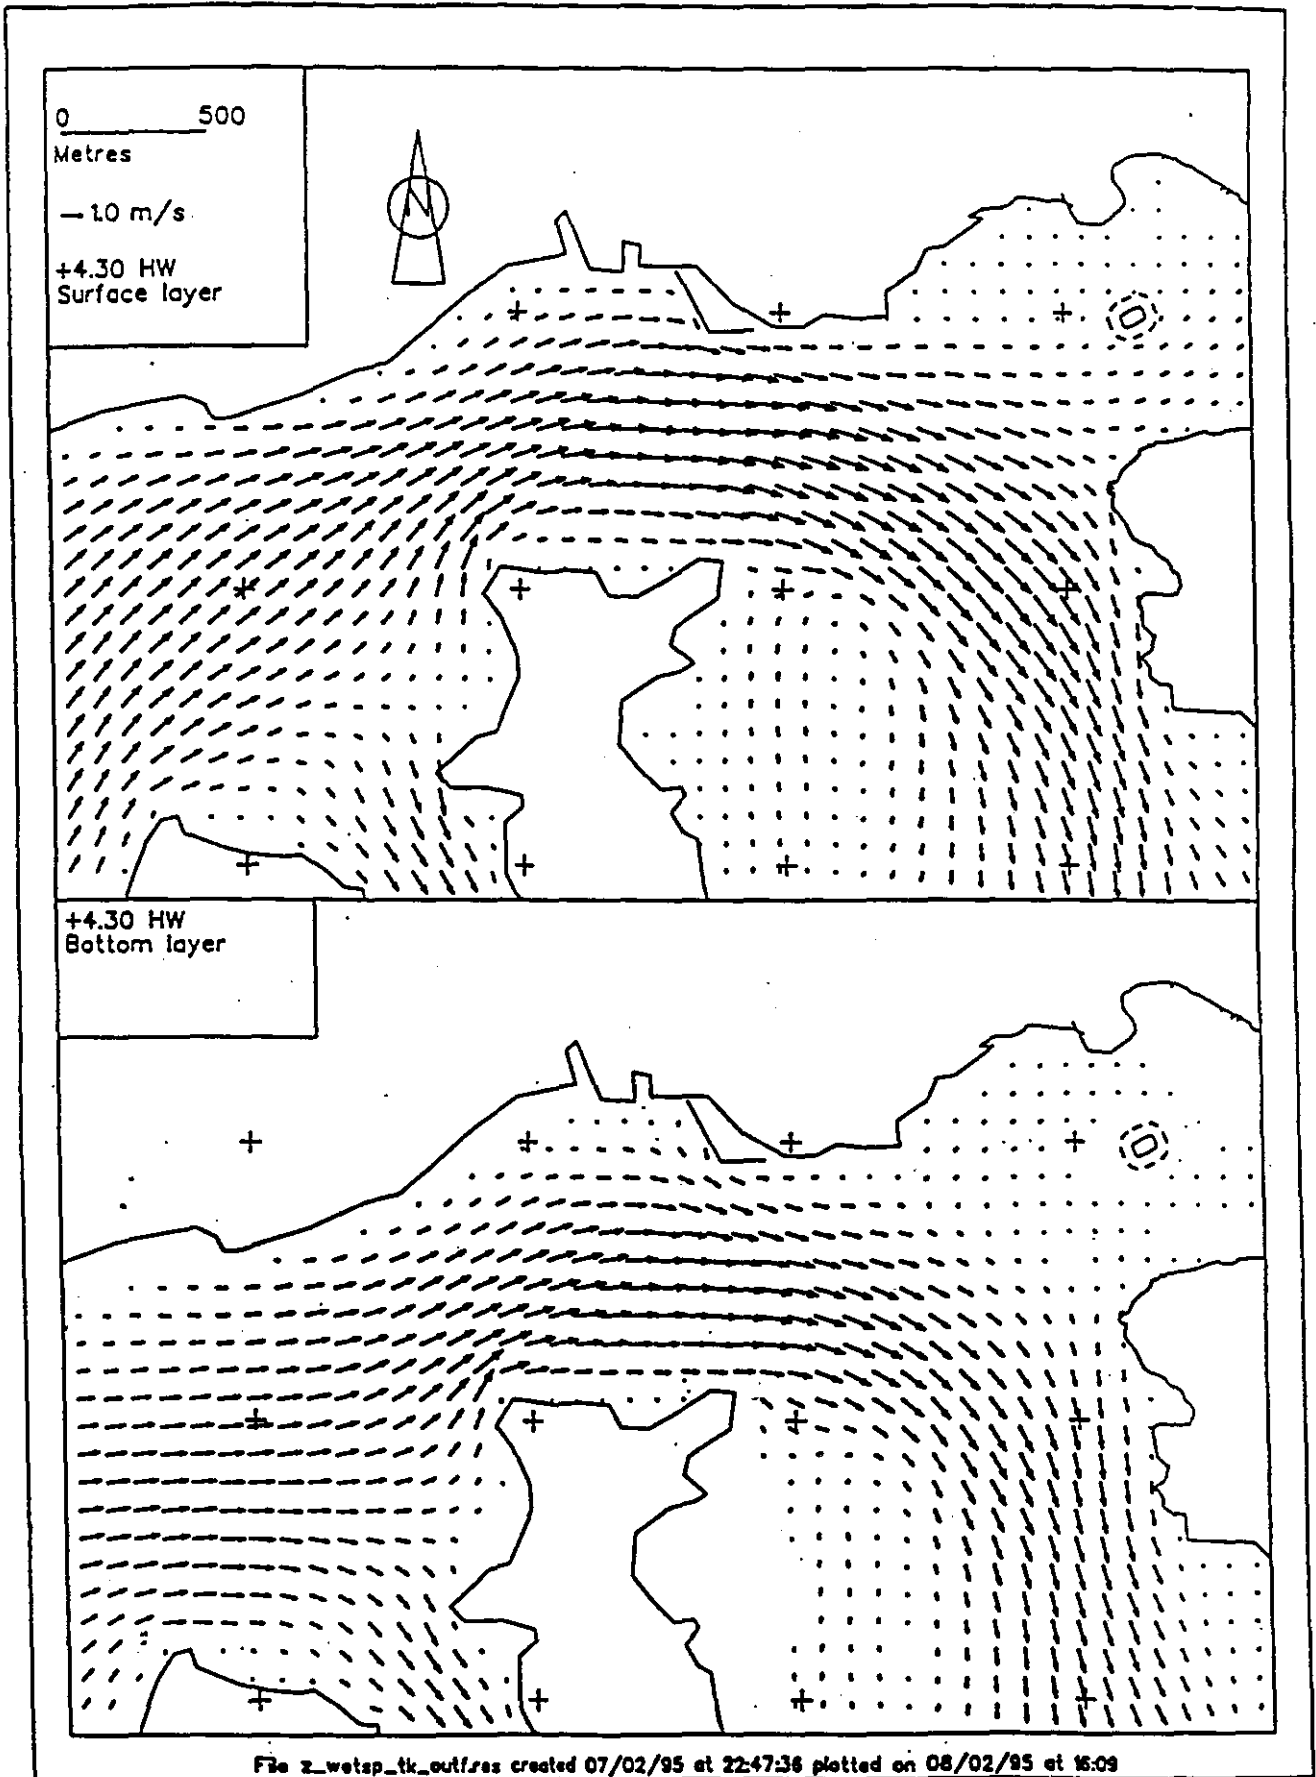 0 500
Metres
1.0 m/s
+4.30 HW
Surface layer
N
+4.30 HW
Bottom layer
File z_wetsp_tk_outf.res created 07/02/95 at 22:47:36 plotted on 08/02/95 at 16:09